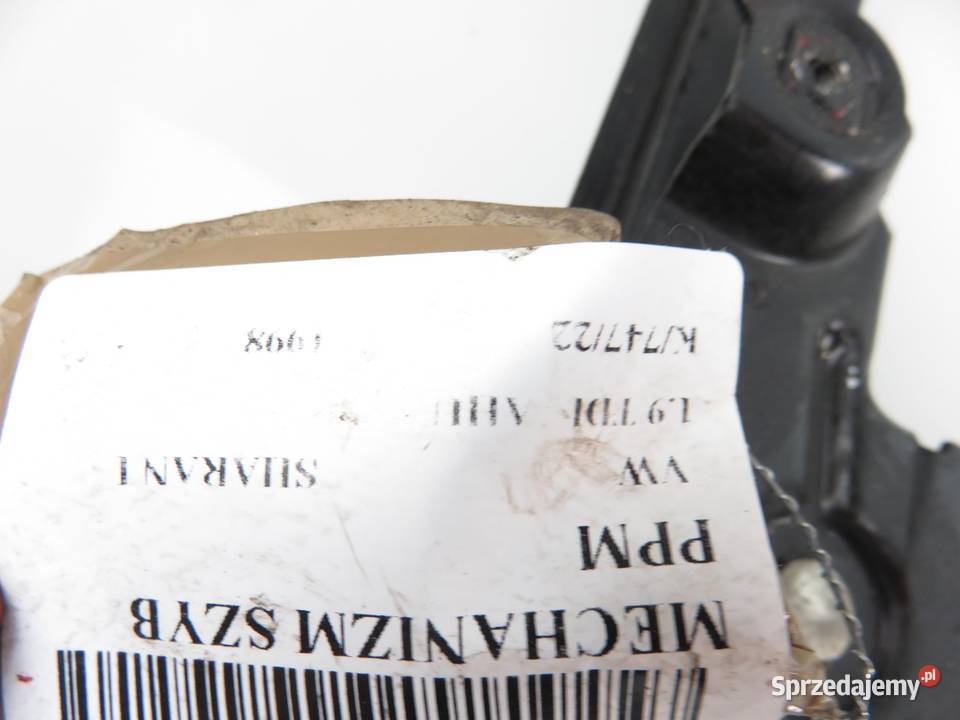 MECHANIZM SZYB
PPM
VW SHARAN I
1.9 TDI AHU
K/747/22 1998
Sprzedajemy.pl